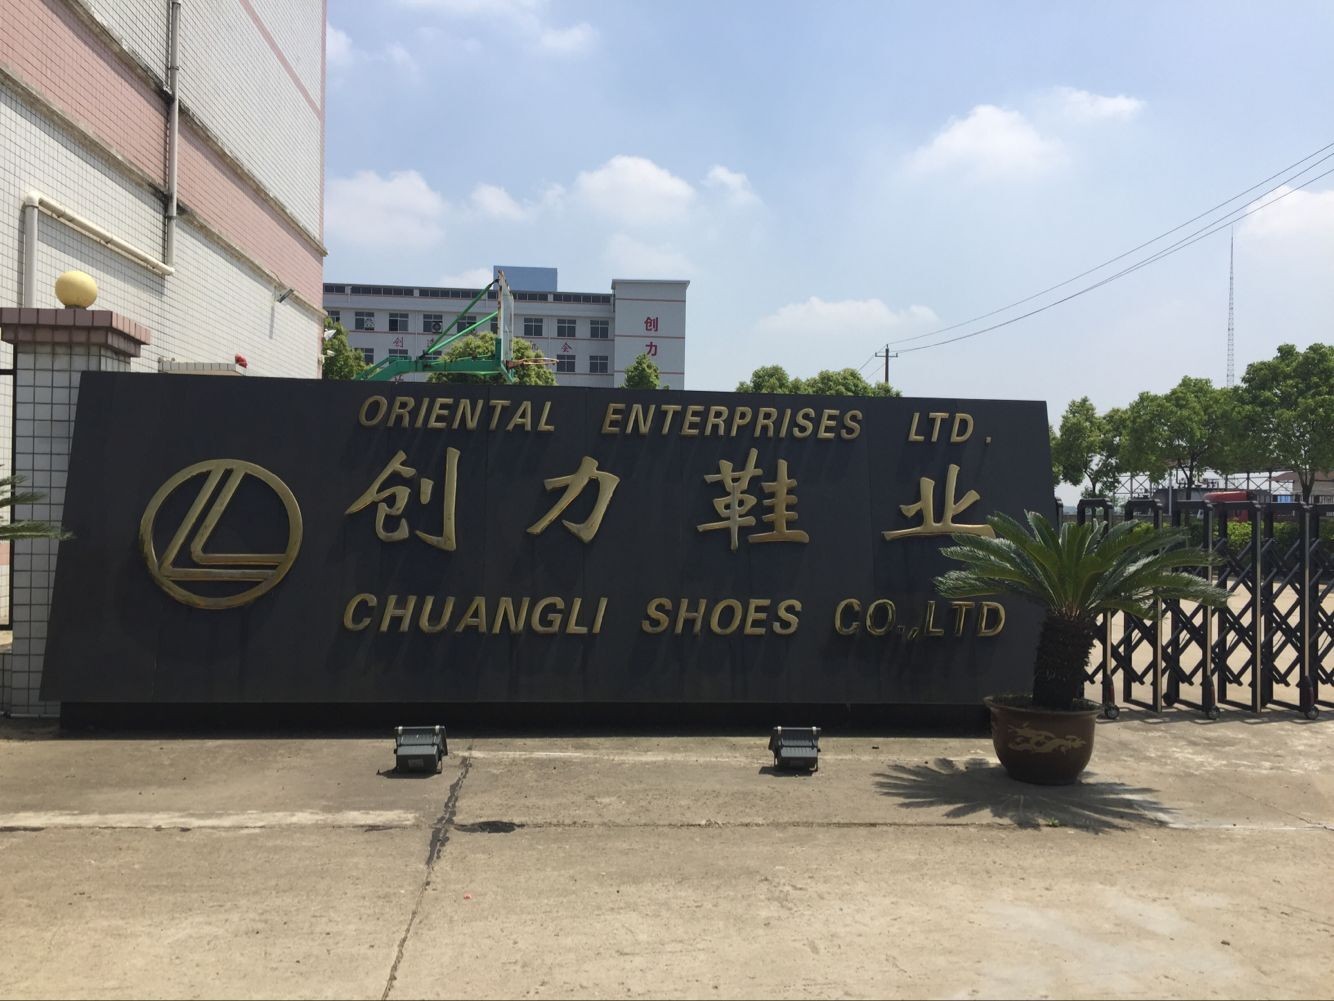 创力
ORIENTAL ENTERPRISES LTD.
创力鞋业
CHUANGLI SHOES CO.,LTD